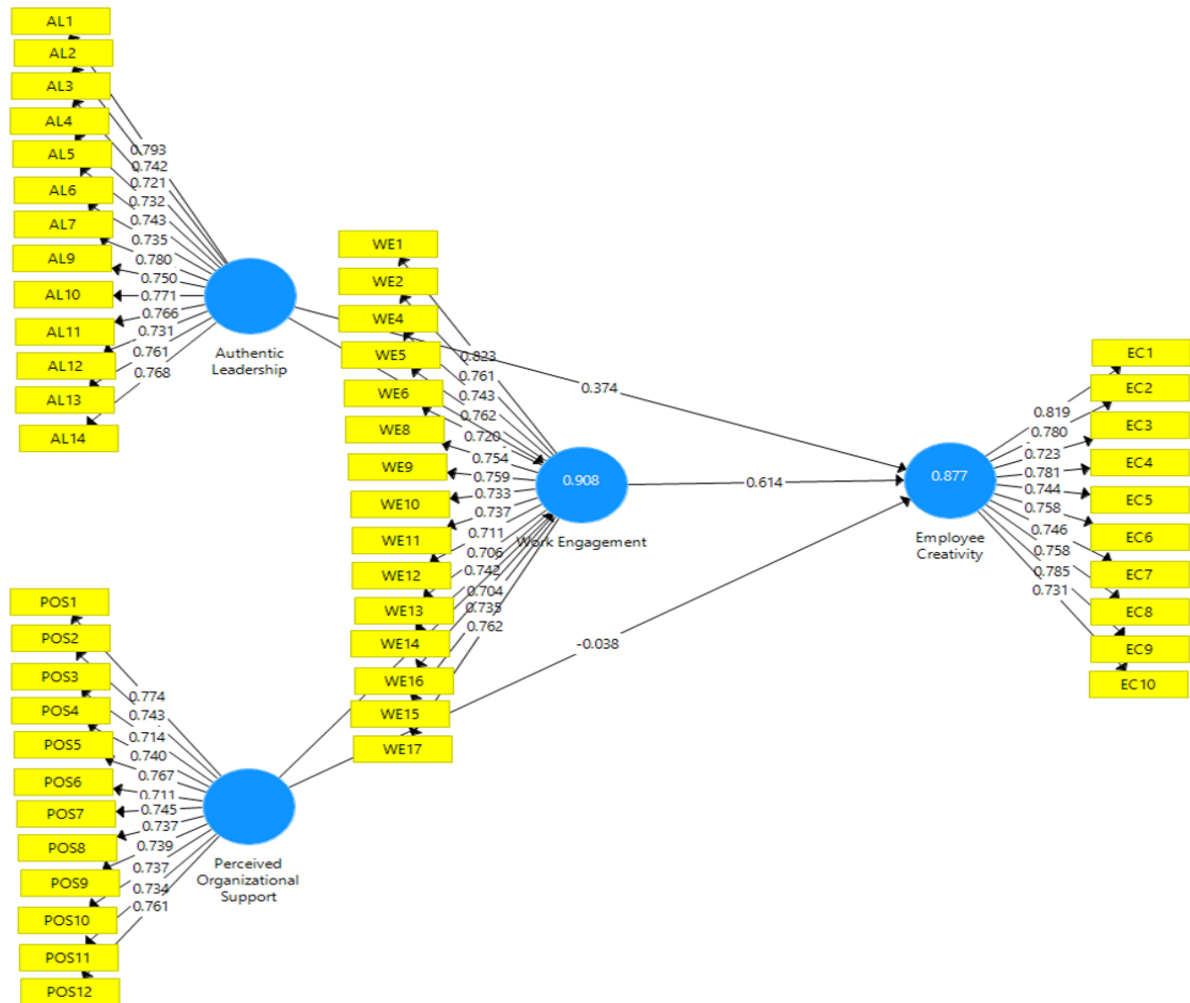 AL1
AL2
AL3
AL4
AL5
AL6
AL7
AL9
AL10
AL11
AL12
AL13
AL14
0.793
0.742
0.721
0.732
0.743
0.735
0.780
0.750
0.771
0.766
0.731
0.761
0.768
Authentic
Leadership
WE1
WE2
WE4
WE5
WE6
WE8
WE9
WE10
WE11
WE12
WE13
WE14
WE16
WE15
WE17
0.823
0.761
0.743
0.762
0.720
0.754
0.759
0.733
0.737
0.711
0.706
0.742
0.704
0.735
0.762
0.908
Work Engagement
0.374
0.614
-0.038
POS1
POS2
POS3
POS4
POS5
POS6
POS7
POS8
POS9
POS10
POS11
POS12
0.774
0.743
0.714
0.740
0.767
0.711
0.745
0.737
0.739
0.737
0.734
0.761
Perceived
Organizational
Support
0.877
Employee
Creativity
0.819
0.780
0.723
0.781
0.744
0.758
0.746
0.758
0.785
0.731
EC1
EC2
EC3
EC4
EC5
EC6
EC7
EC8
EC9
EC10